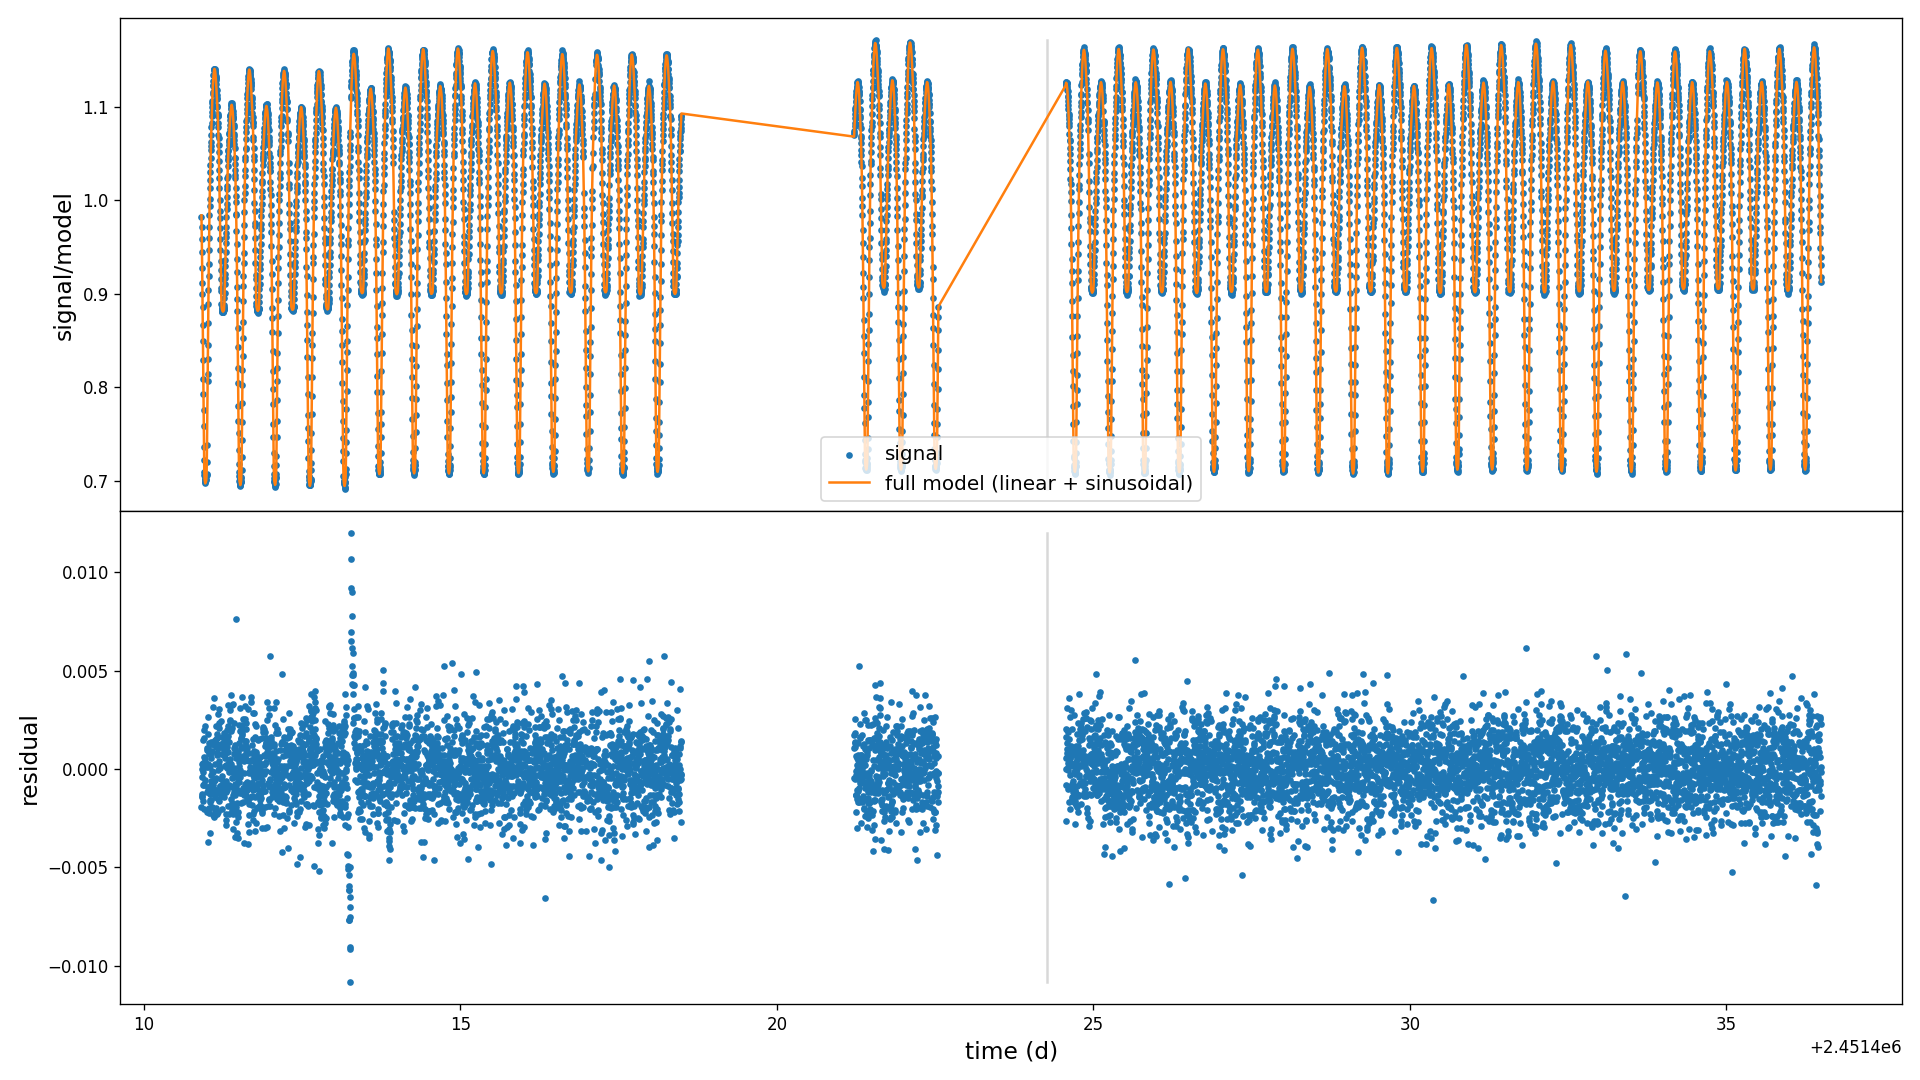 1.1
1.0
0.9
0.8
0.7
signal/model
signal
full model (linear + sinusoidal)
0.010
0.005
0.000
−0.005
−0.010
residual
10 15 20 25 30 35
time (d)
+2.4514e6